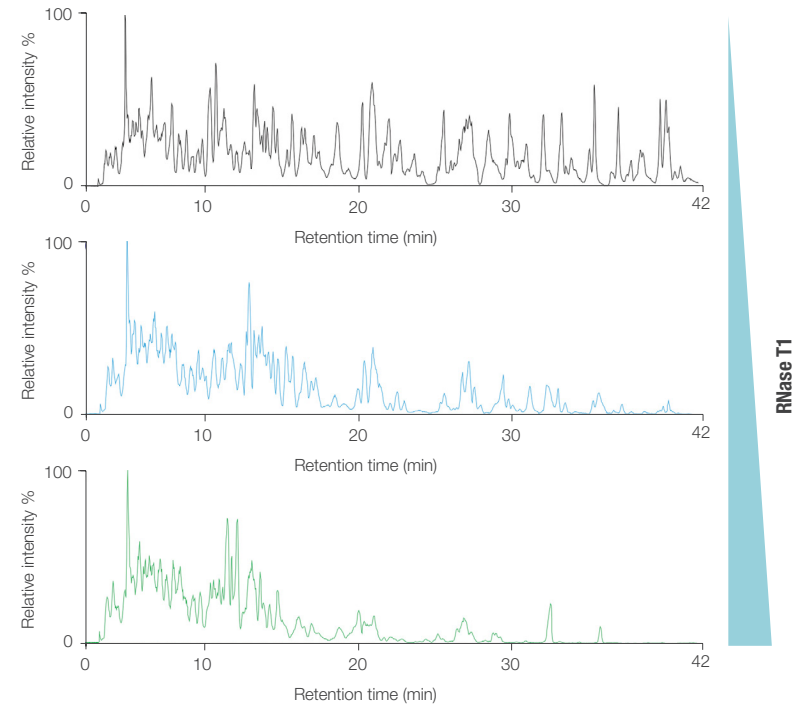 Relative intensity %
100
0
0 10 20 30 42
Retention time (min)
Relative intensity %
100
0
0 10 20 30 42
Retention time (min)
Relative intensity %
100
0
0 10 20 30 42
Retention time (min)
RNase T1